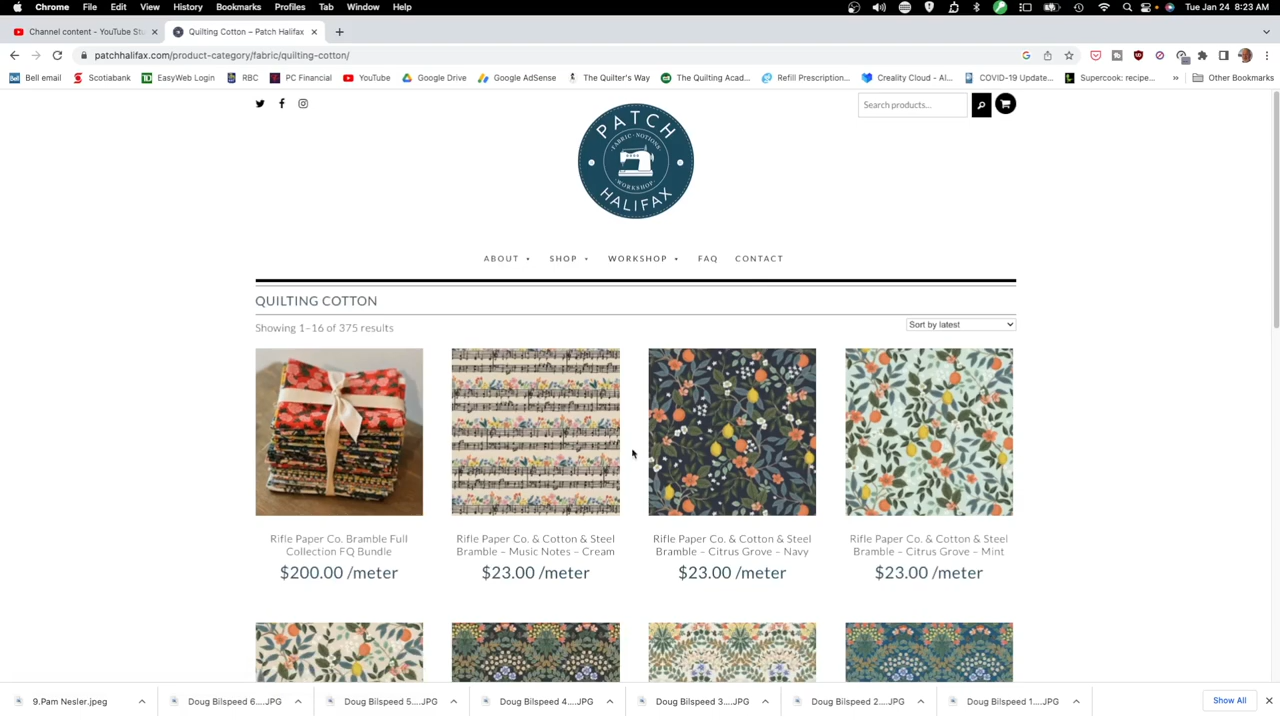 Chrome File Edit View History Bookmarks Profiles Tab Window Help Tue Jan 24 8:23 AM
Channel content - YouTube Stu Quilting Cotton – Patch Halifax
patchhalifax.com/product-category/fabric/quilting-cotton/
Bell email Scotiabank EasyWeb Login RBC PC Financial YouTube Google Drive Google AdSense The Quilter's Way The Quilting Acad... Refill Prescription... Creality Cloud - Al... COVID-19 Update... Supercook: recipe... » Other Bookmarks
Search products...
PATCH
FABRIC · NOTIONS
WORKSHOP
HALIFAX
ABOUT SHOP WORKSHOP FAQ CONTACT
QUILTING COTTON
Showing 1–16 of 375 results Sort by latest
Rifle Paper Co. Bramble Full
Collection FQ Bundle
$200.00 /meter
Rifle Paper Co. & Cotton & Steel
Bramble – Music Notes – Cream
$23.00 /meter
Rifle Paper Co. & Cotton & Steel
Bramble – Citrus Grove – Navy
$23.00 /meter
Rifle Paper Co. & Cotton & Steel
Bramble – Citrus Grove – Mint
$23.00 /meter
9.Pam Nesler.jpeg Doug Bilspeed 6....JPG Doug Bilspeed 5....JPG Doug Bilspeed 4....JPG Doug Bilspeed 3....JPG Doug Bilspeed 2....JPG Doug Bilspeed 1....JPG Show All